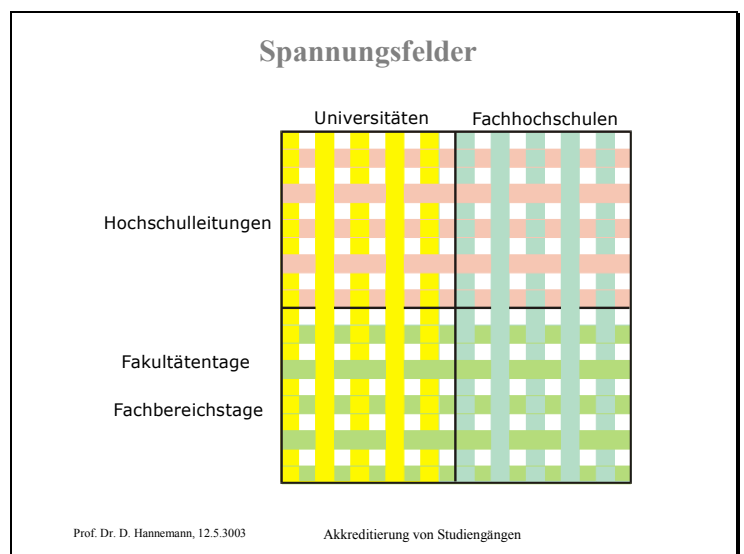 Spannungsfelder
Universitäten Fachhochschulen
Hochschulleitungen
Fakultätentage
Fachbereichstage
Prof. Dr. D. Hannemann, 12.5.3003 Akkreditierung von Studiengängen